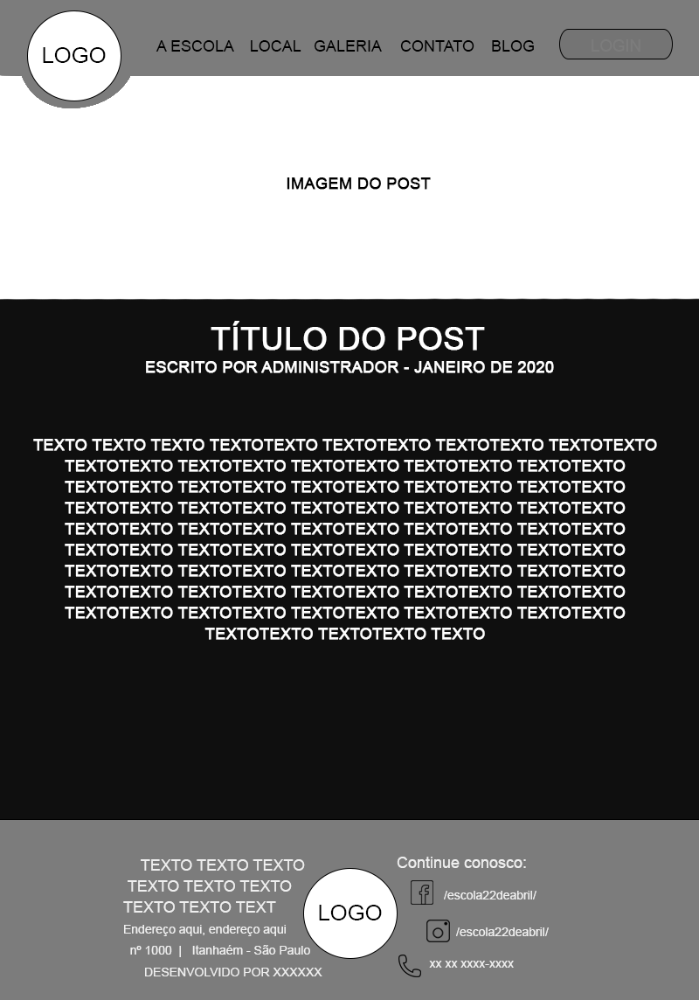 LOGO
A ESCOLA LOCAL GALERIA CONTATO BLOG LOGIN
IMAGEM DO POST
TÍTULO DO POST
ESCRITO POR ADMINISTRADOR - JANEIRO DE 2020
TEXTO TEXTO TEXTO TEXTOTEXTO TEXTOTEXTO TEXTOTEXTO TEXTOTEXTO
TEXTOTEXTO TEXTOTEXTO TEXTOTEXTO TEXTOTEXTO TEXTOTEXTO
TEXTOTEXTO TEXTOTEXTO TEXTOTEXTO TEXTOTEXTO TEXTOTEXTO
TEXTOTEXTO TEXTOTEXTO TEXTOTEXTO TEXTOTEXTO TEXTOTEXTO
TEXTOTEXTO TEXTOTEXTO TEXTOTEXTO TEXTOTEXTO TEXTOTEXTO
TEXTOTEXTO TEXTOTEXTO TEXTOTEXTO TEXTOTEXTO TEXTOTEXTO
TEXTOTEXTO TEXTOTEXTO TEXTOTEXTO TEXTOTEXTO TEXTOTEXTO
TEXTOTEXTO TEXTOTEXTO TEXTOTEXTO TEXTOTEXTO TEXTOTEXTO
TEXTOTEXTO TEXTOTEXTO TEXTOTEXTO TEXTOTEXTO TEXTOTEXTO
TEXTOTEXTO TEXTOTEXTO TEXTO
TEXTO TEXTO TEXTO
TEXTO TEXTO TEXTO
TEXTO TEXTO TEXT
Endereço aqui, endereço aqui
nº 1000 | Itanhaém - São Paulo
DESENVOLVIDO POR XXXXXX
LOGO
Continue conosco:
/escola22deabril/
/escola22deabril/
xx xx xxxx-xxxx